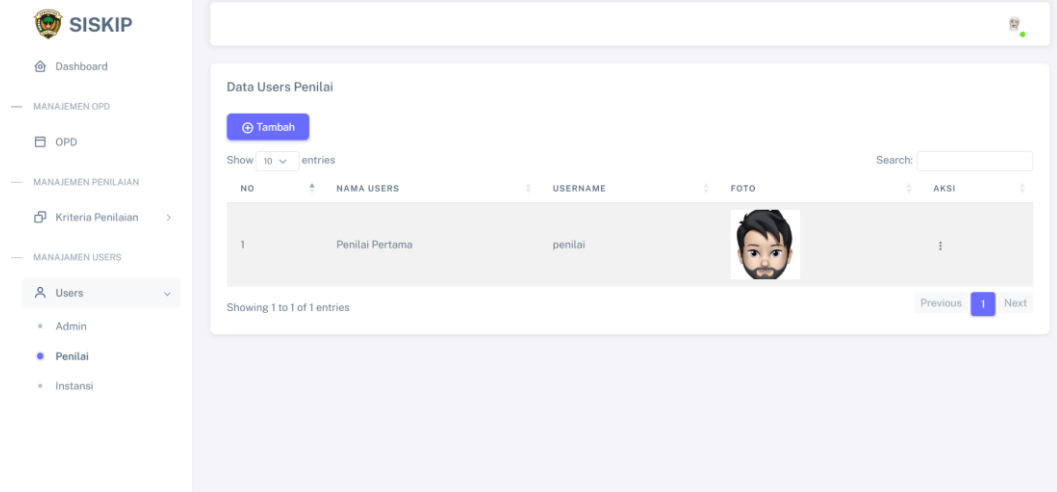 SISKIP
Dashboard
MANAJEMEN OPD
OPD
MANAJEMEN PENILAIAN
Kriteria Penilaian
MANAJAMEN USERS
Users
Admin
Penilai
Instansi
Data Users Penilai
Tambah
Show 10 entries
Search:
NO NAMA USERS USERNAME FOTO AKSI
1 Penilai Pertama penilai
Showing 1 to 1 of 1 entries
Previous 1 Next